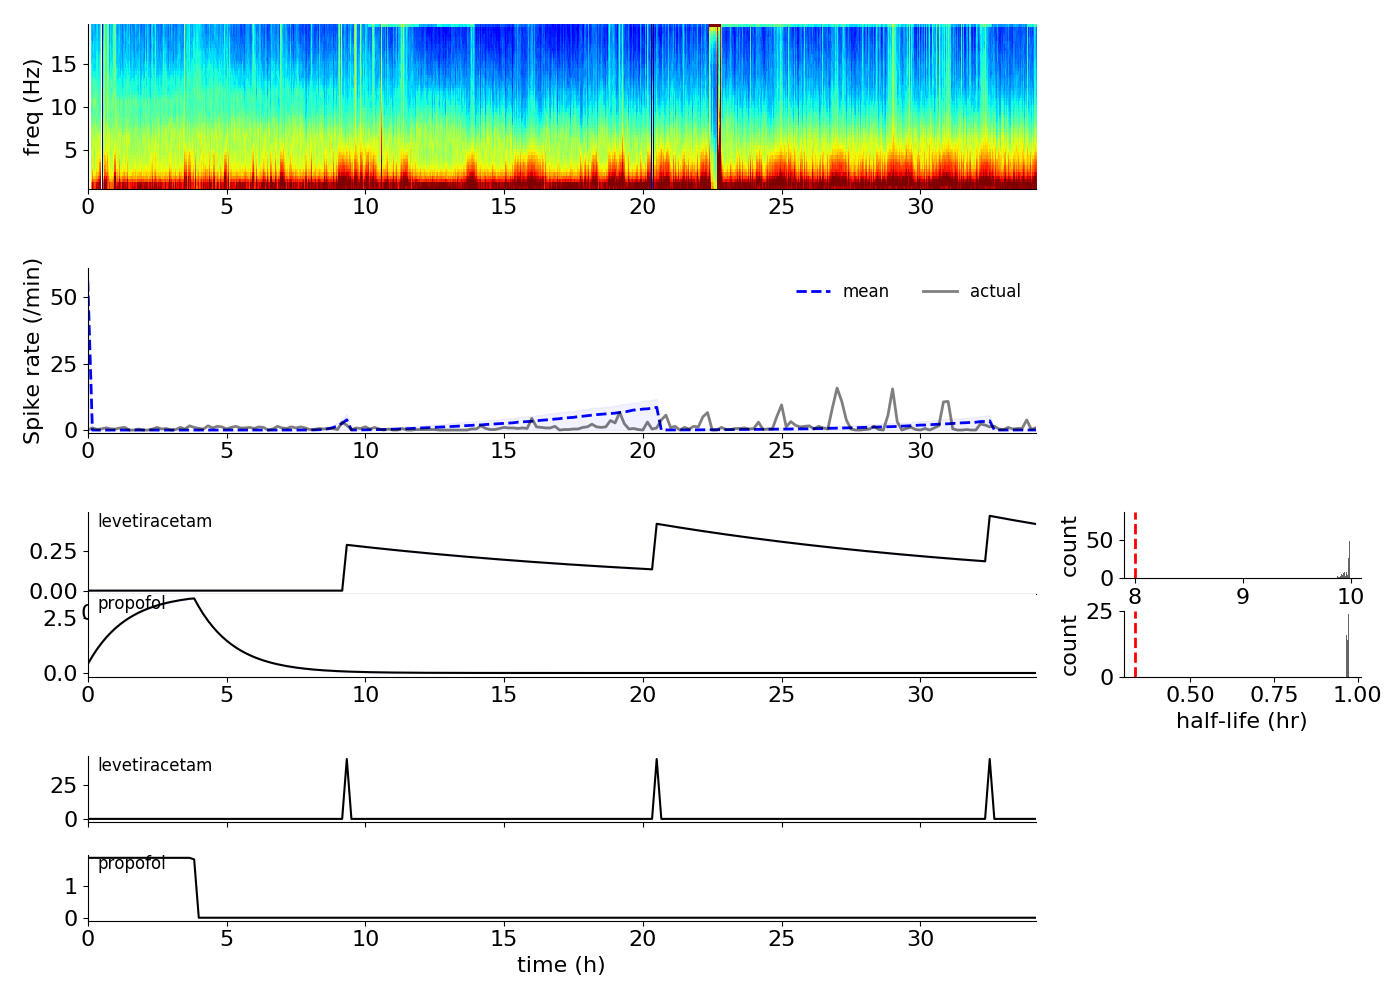 freq (Hz)
15
10
5
0 5 10 15 20 25 30
Spike rate (/min)
50
25
0
mean actual
0 5 10 15 20 25 30
levetiracetam
0.25
0.00
0
propofol
2.5
0.0
0 5 10 15 20 25 30
count
50
0
8 9 10
count
25
0
0.50 0.75 1.00
half-life (hr)
levetiracetam
25
0
propofol
1
0
0 5 10 15 20 25 30
time (h)